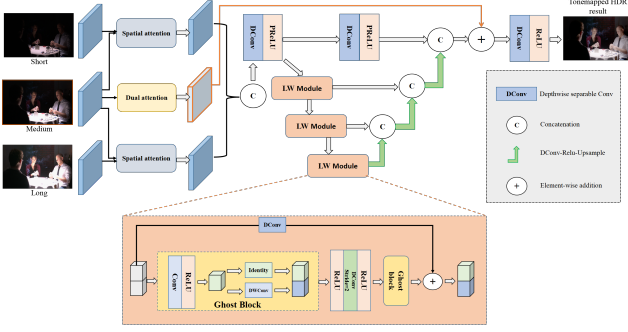 Tonemapped HDR
result
Short
Spatial attention
DConv
PReLU
DConv
PReLU
C
+
DConv
ReLU
Medium
Dual attention
C
LW Module
C
LW Module
C
Long
Spatial attention
LW Module
DConv
Depthwise separable Conv
C
Concatenation
DConv-Relu-Upsample
+
Element-wise addition
DConv
Conv
ReLU
Identity
DWConv
Ghost Block
ReLU
DConv
Stride=2
ReLU
Ghost
block
+